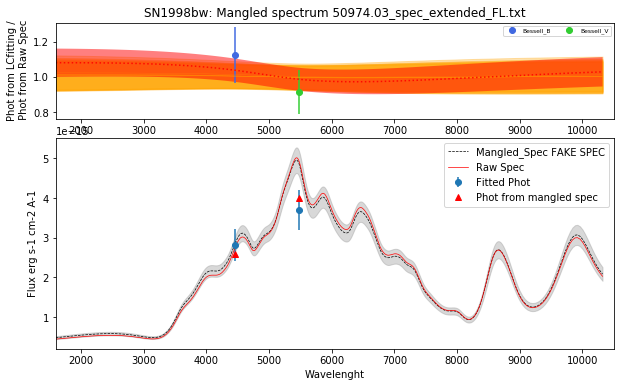 SN1998bw: Mangled spectrum 50974.03_spec_extended_FL.txt
Phot from LCfitting /
Phot from Raw Spec
1.2
1.0
0.8
Bessell_B
Bessell_V
2000 3000 4000 5000 6000 7000 8000 9000 10000
Flux erg s-1 cm-2 A-1
5
4
3
2
1
Mangled_Spec FAKE SPEC
Raw Spec
Fitted Phot
Phot from mangled spec
2000 3000 4000 5000 6000 7000 8000 9000 10000
Wavelenght